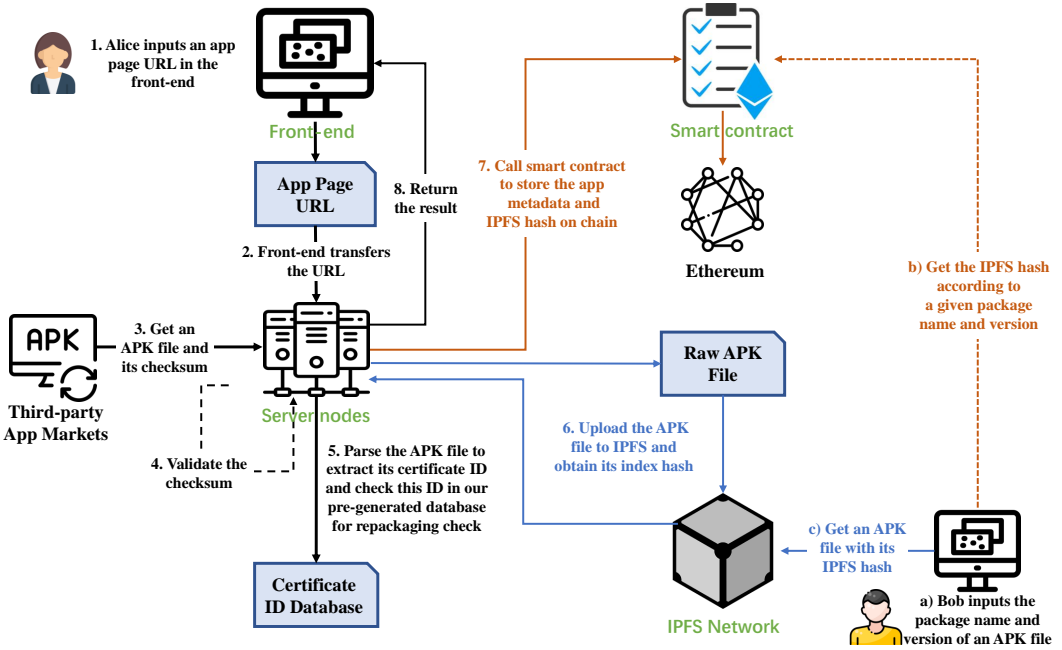 1. Alice inputs an app
page URL in the
front-end
Front-end
App Page
URL
2. Front-end transfers
the URL
8. Return
the result
3. Get an
APK file and
its checksum
APK
Third-party
App Markets
Server nodes
4. Validate the
checksum
5. Parse the APK file to
extract its certificate ID
and check this ID in our
pre-generated database
for repackaging check
Certificate
ID Database
7. Call smart contract
to store the app
metadata and
IPFS hash on chain
Smart contract
Ethereum
Raw APK
File
6. Upload the APK
file to IPFS and
obtain its index hash
IPFS Network
b) Get the IPFS hash
according to
a given package
name and version
c) Get an APK
file with its
IPFS hash
a) Bob inputs the
package name and
version of an APK file